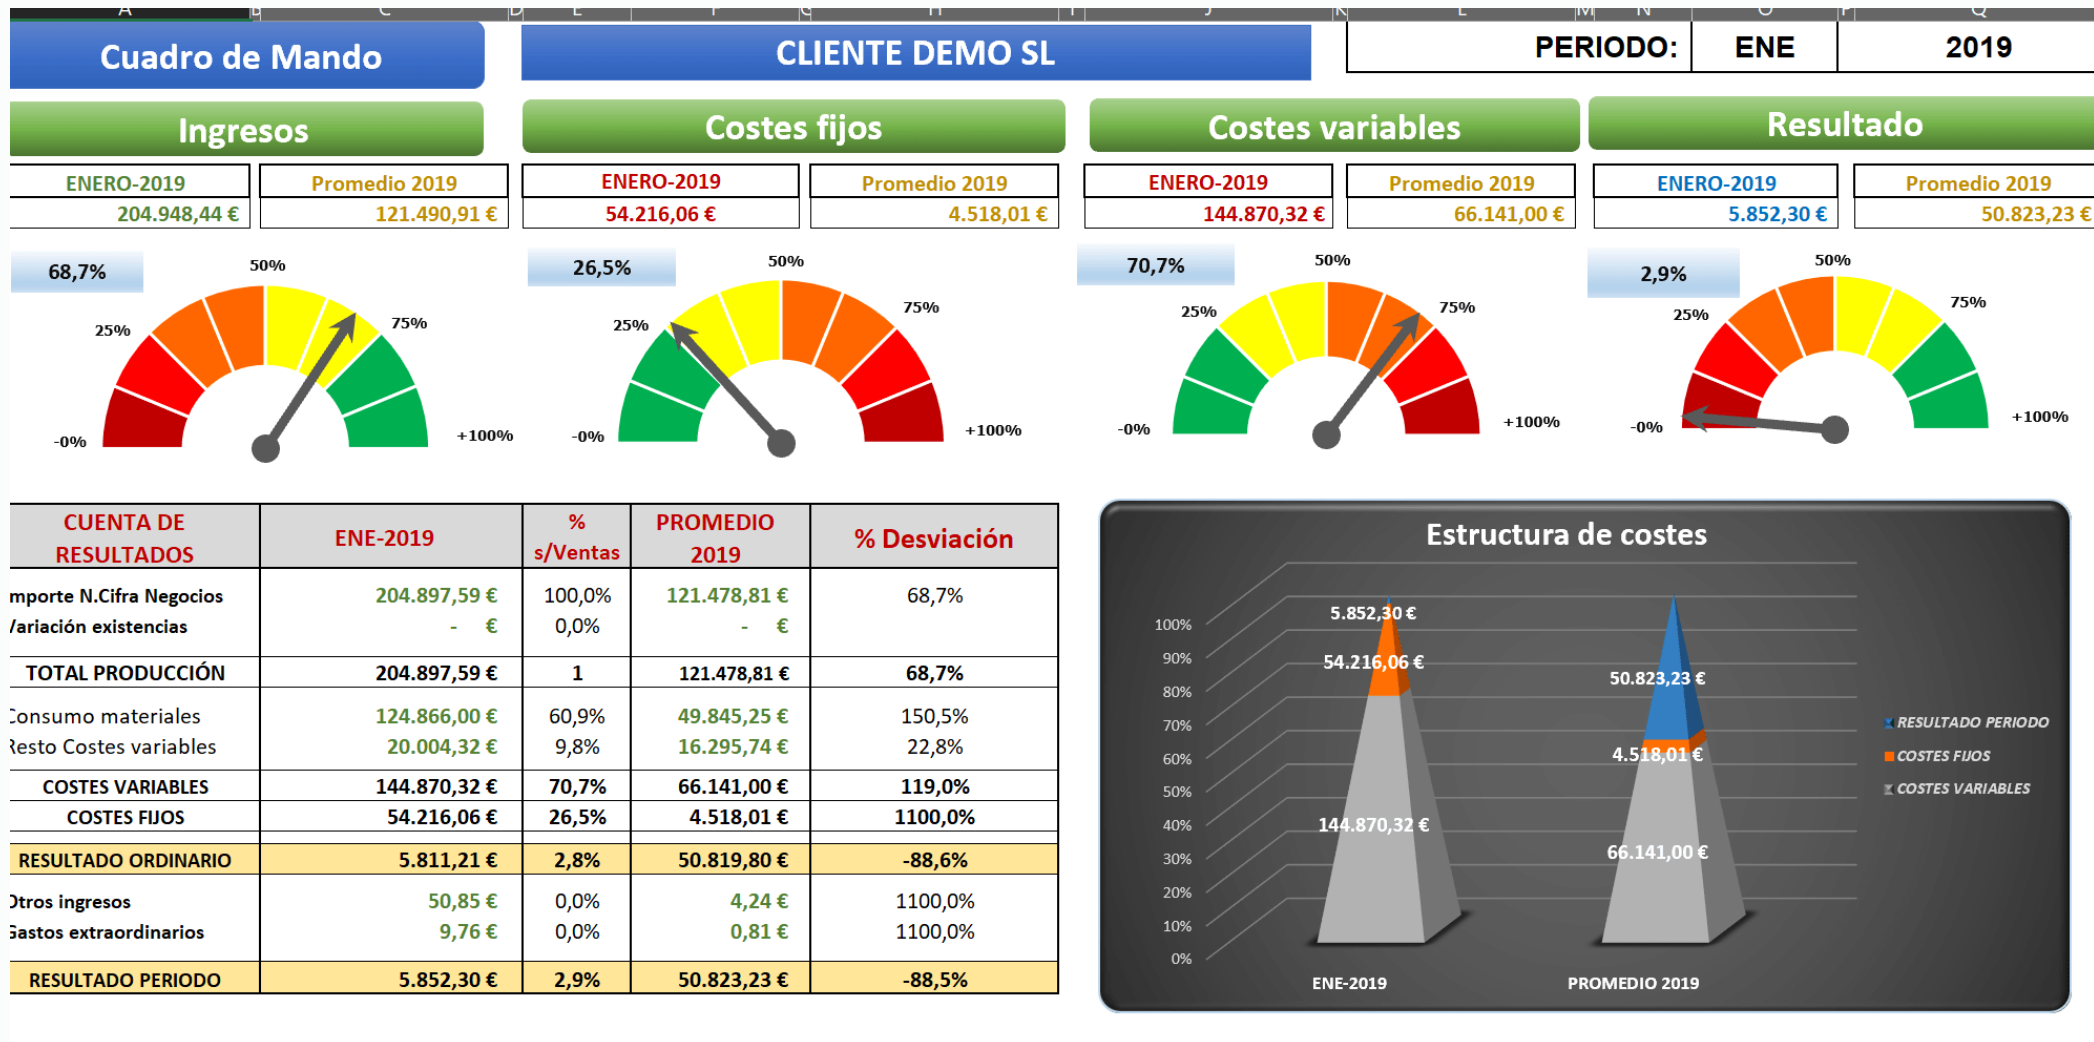 Cuadro de Mando
CLIENTE DEMO SL
PERIODO: ENE 2019
Ingresos
Costes fijos
Costes variables
Resultado
ENERO-2019 Promedio 2019
204.948,44 € 121.490,91 €
ENERO-2019 Promedio 2019
54.216,06 € 4.518,01 €
ENERO-2019 Promedio 2019
144.870,32 € 66.141,00 €
ENERO-2019 Promedio 2019
5.852,30 € 50.823,23 €
68,7%
-0%
25%
50%
75%
+100%
26,5%
-0%
25%
50%
75%
+100%
70,7%
-0%
25%
50%
75%
+100%
2,9%
-0%
25%
50%
75%
+100%
CUENTA DE
RESULTADOS
ENE-2019
%
s/Ventas
PROMEDIO
2019
% Desviación
mporte N.Cifra Negocios 204.897,59 € 100,0% 121.478,81 € 68,7%
Variación existencias - € 0,0% - €
TOTAL PRODUCCIÓN 204.897,59 € 1 121.478,81 € 68,7%
Consumo materiales 124.866,00 € 60,9% 49.845,25 € 150,5%
Resto Costes variables 20.004,32 € 9,8% 16.295,74 € 22,8%
COSTES VARIABLES 144.870,32 € 70,7% 66.141,00 € 119,0%
COSTES FIJOS 54.216,06 € 26,5% 4.518,01 € 1100,0%
RESULTADO ORDINARIO 5.811,21 € 2,8% 50.819,80 € -88,6%
Otros ingresos 50,85 € 0,0% 4,24 € 1100,0%
Gastos extraordinarios 9,76 € 0,0% 0,81 € 1100,0%
RESULTADO PERIODO 5.852,30 € 2,9% 50.823,23 € -88,5%
Estructura de costes
100%
90%
80%
70%
60%
50%
40%
30%
20%
10%
0%
5.852,30 €
54.216,06 €
144.870,32 €
50.823,23 €
4.518,01 €
66.141,00 €
ENE-2019
PROMEDIO 2019
RESULTADO PERIODO
COSTES FIJOS
COSTES VARIABLES